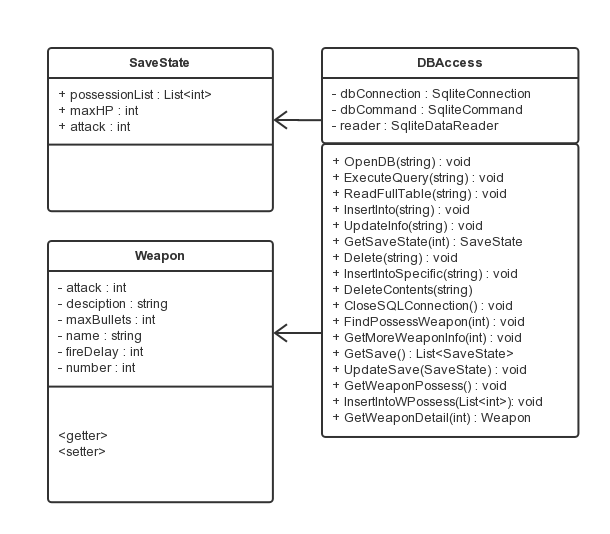 SaveState
+ possessionList : List<int>
+ maxHP : int
+ attack : int
DBAccess
- dbConnection : SqliteConnection
- dbCommand : SqliteCommand
- reader : SqliteDataReader
+ OpenDB(string) : void
+ ExecuteQuery(string) : void
+ ReadFullTable(string) : void
+ InsertInto(string) : void
+ UpdateInfo(string) : void
+ GetSaveState(int) : SaveState
+ Delete(string) : void
+ InsertIntoSpecific(string) : void
+ DeleteContents(string)
+ CloseSQLConnection() : void
+ FindPossessWeapon(int) : void
+ GetMoreWeaponInfo(int) : void
+ GetSave() : List<SaveState>
+ UpdateSave(SaveState) : void
+ GetWeaponPossess() : void
+ InsertIntoWPossess(List<int>): void
+ GetWeaponDetail(int) : Weapon
Weapon
- attack : int
- desciption : string
- maxBullets : int
- name : string
- fireDelay : int
- number : int
<getter>
<setter>